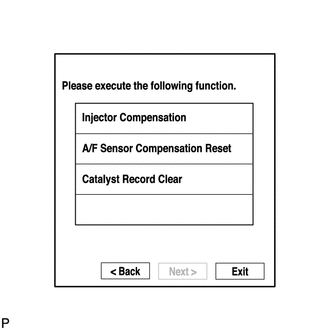 Please execute the following function.
Injector Compensation
A/F Sensor Compensation Reset
Catalyst Record Clear
< Back
Next >
Exit
P